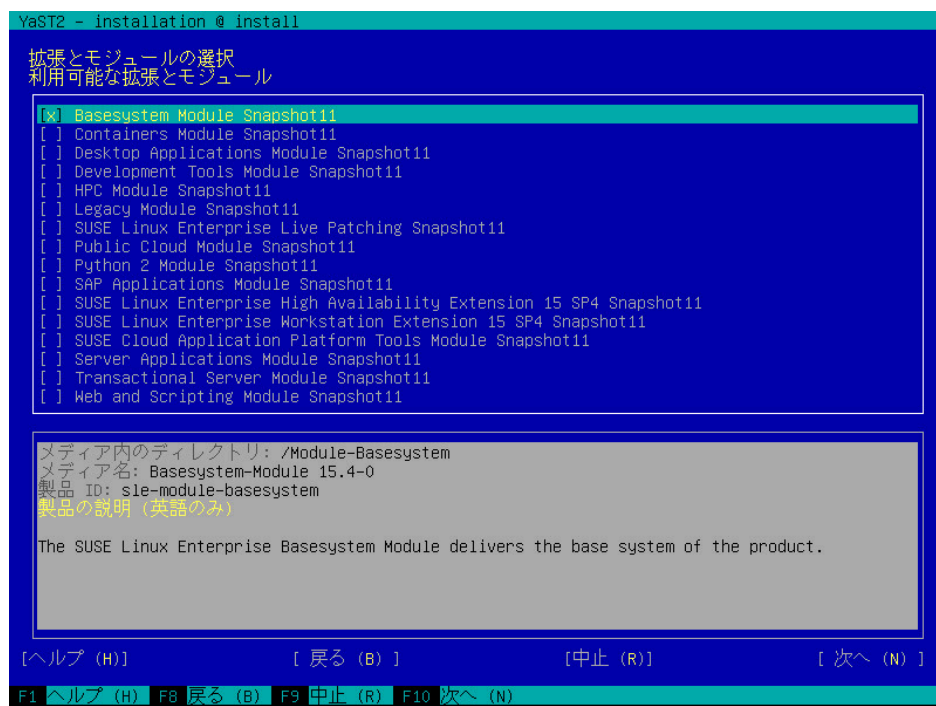 YaST2 - installation @ install
拡張とモジュールの選択
利用可能な拡張とモジュール
[x] Basesystem Module Snapshot11
[ ] Containers Module Snapshot11
[ ] Desktop Applications Module Snapshot11
[ ] Development Tools Module Snapshot11
[ ] HPC Module Snapshot11
[ ] Legacy Module Snapshot11
[ ] SUSE Linux Enterprise Live Patching Snapshot11
[ ] Public Cloud Module Snapshot11
[ ] Python 2 Module Snapshot11
[ ] SAP Applications Module Snapshot11
[ ] SUSE Linux Enterprise High Availability Extension 15 SP4 Snapshot11
[ ] SUSE Linux Enterprise Workstation Extension 15 SP4 Snapshot11
[ ] SUSE Cloud Application Platform Tools Module Snapshot11
[ ] Server Applications Module Snapshot11
[ ] Transactional Server Module Snapshot11
[ ] Web and Scripting Module Snapshot11
メディア内のディレクトリ: /Module-Basesystem
メディア名: Basesystem-Module 15.4-0
製品 ID: sle-module-basesystem
製品の説明 (英語のみ)
The SUSE Linux Enterprise Basesystem Module delivers the base system of the product.
[ヘルプ (H)] [ 戻る (B) ] [中止 (R)] [ 次へ (N) ]
F1 ヘルプ (H) F8 戻る (B) F9 中止 (R) F10 次へ (N)